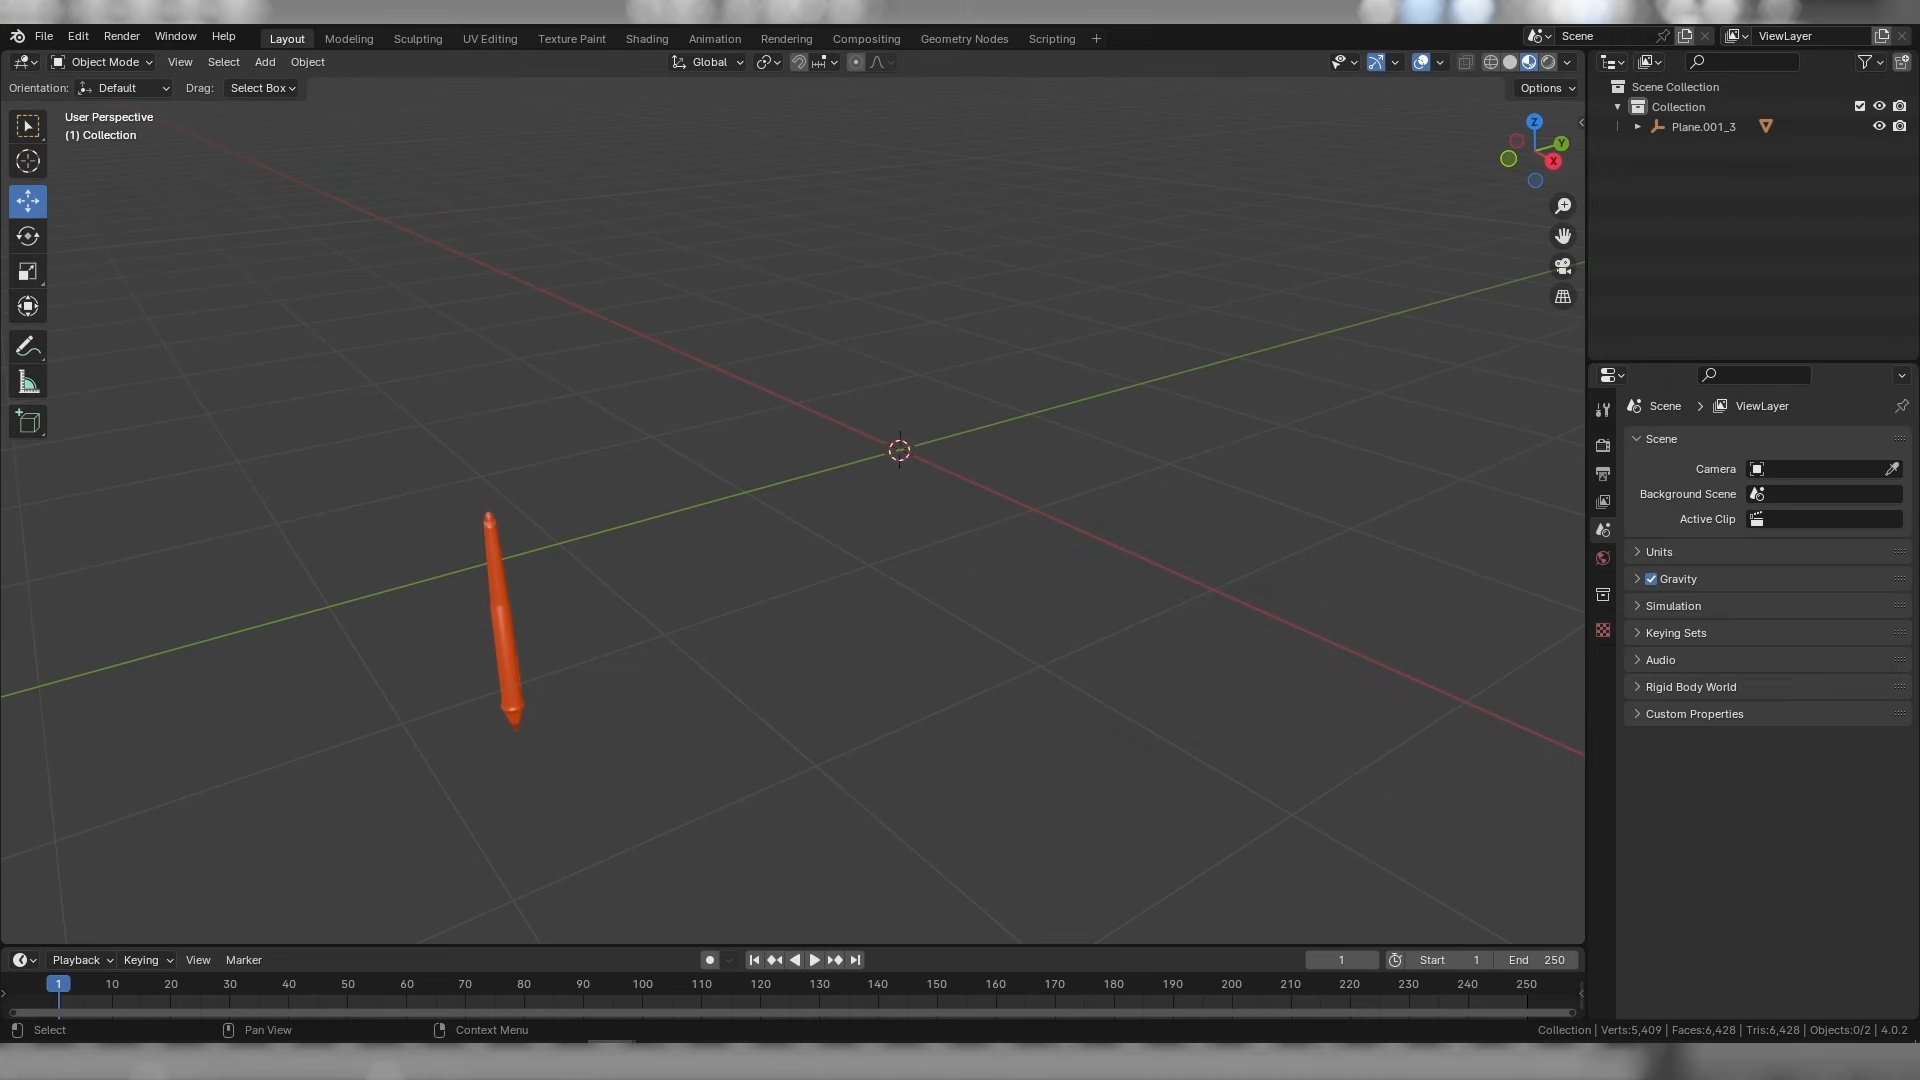 File Edit Render Window Help Layout Modeling Sculpting UV Editing Texture Paint Shading Animation Rendering Compositing Geometry Nodes Scripting + Scene ViewLayer
Object Mode View Select Add Object Global
Orientation: Default Drag: Select Box Options
User Perspective
(1) Collection
Z
Y
X
Scene Collection
Collection
Plane.001_3
Scene > ViewLayer
Scene
Camera
Background Scene
Active Clip
Units
Gravity
Simulation
Keying Sets
Audio
Rigid Body World
Custom Properties
Playback Keying View Marker 1 Start 1 End 250
1 10 20 30 40 50 60 70 80 90 100 110 120 130 140 150 160 170 180 190 200 210 220 230 240 250
Select Pan View Context Menu Collection | Verts:5,409 | Faces:6,428 | Tris:6,428 | Objects:0/2 | 4.0.2